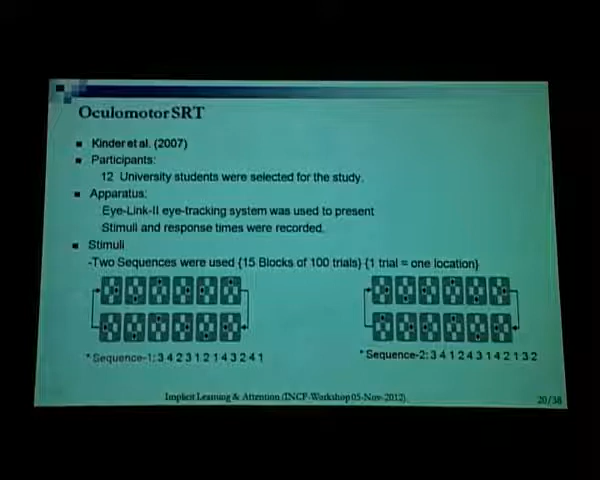 Oculomotor SRT
Kinder et al. (2007)
Participants:
12 University students were selected for the study.
Apparatus:
Eye-Link-II eye-tracking system was used to present
Stimuli and response times were recorded.
Stimuli
-Two Sequences were used {15 Blocks of 100 trials} {1 trial = one location}
* Sequence-1: 3 4 2 3 1 2 1 4 3 2 4 1
* Sequence-2: 3 4 1 2 4 3 1 4 2 1 3 2
Implicit Learning & Attention (INCF-Workshop 05-Nov-2012)
20/38